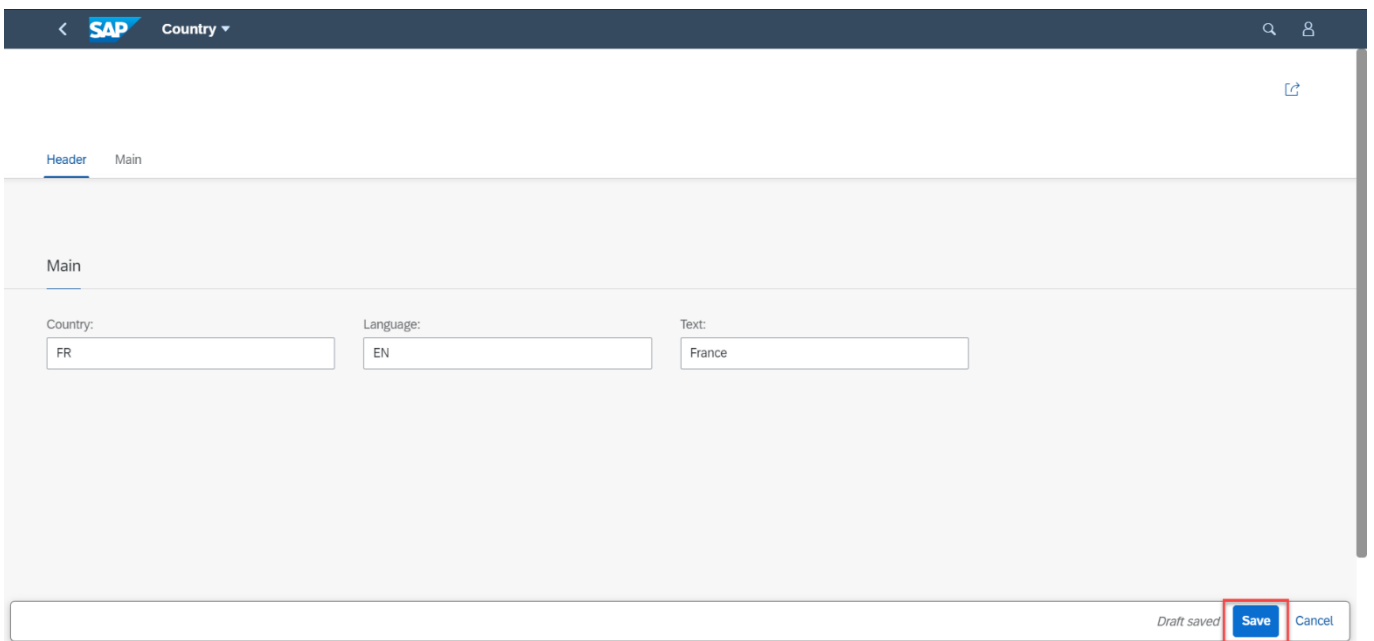 SAP Country
Header Main
Main
Country: Language: Text:
FR EN France
Draft saved Save Cancel